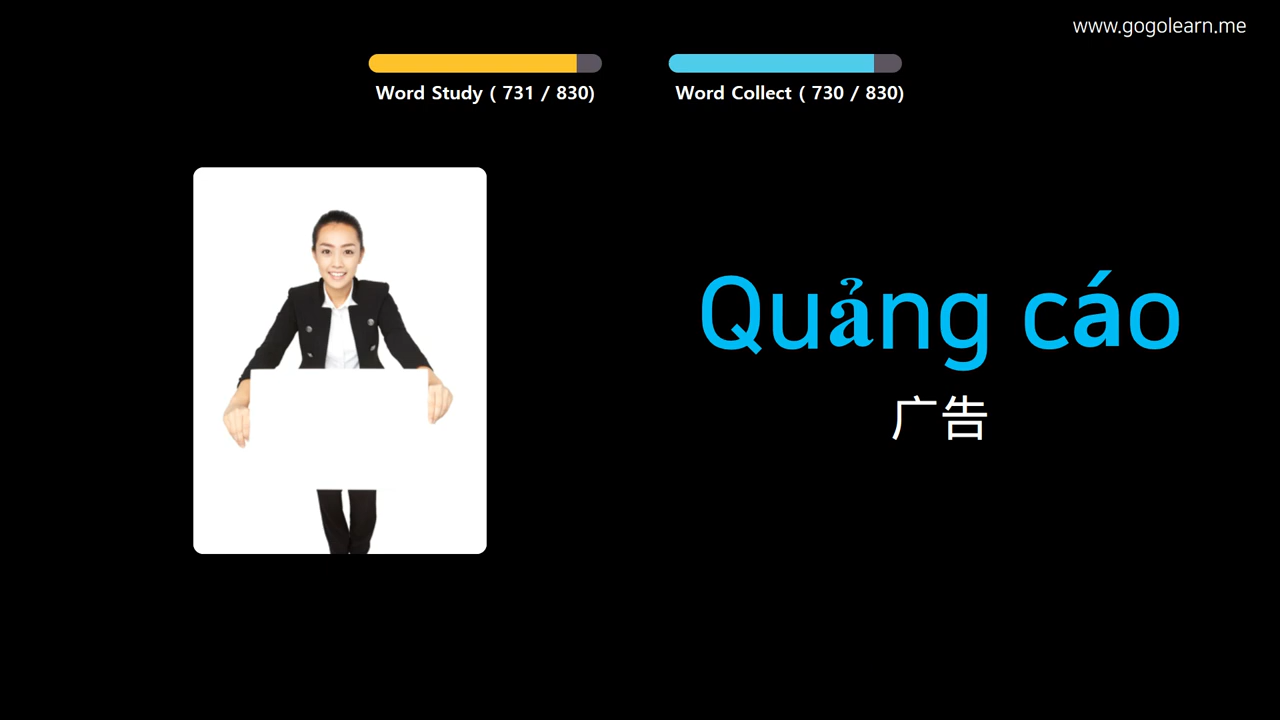 www.gogolearn.me
Word Study ( 731 / 830)
Word Collect ( 730 / 830)
Quảng cáo
广告